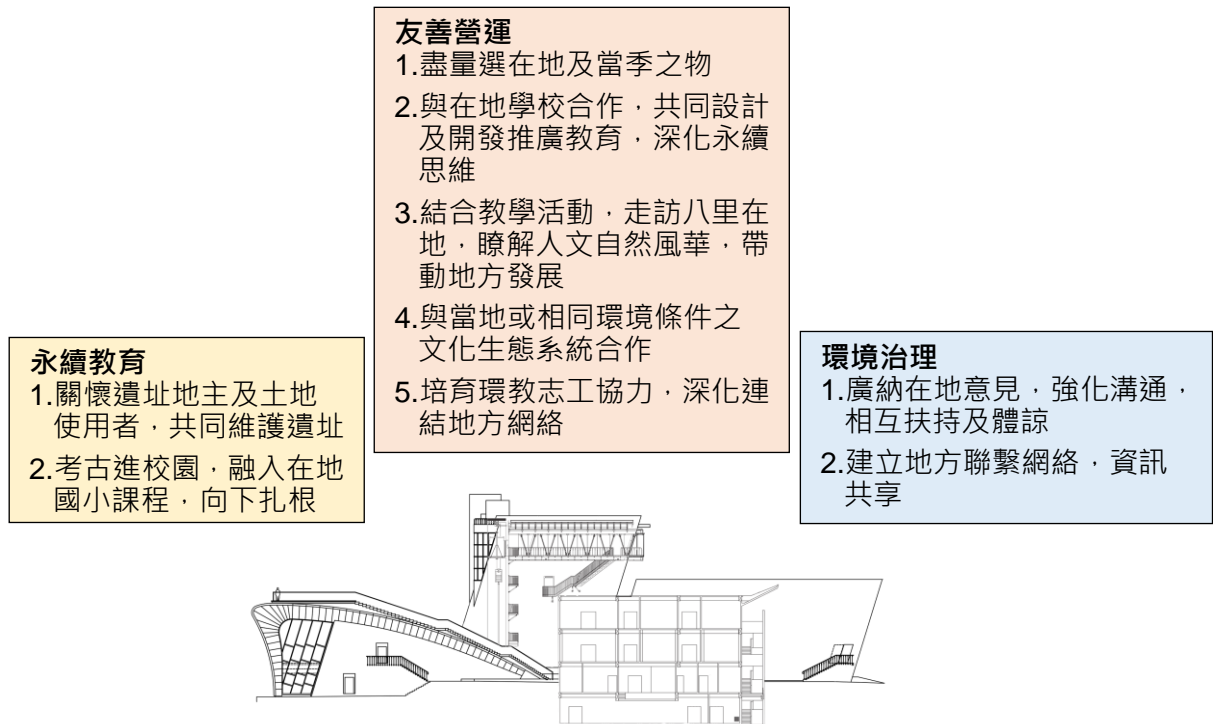 友善營運
1.盡量選在地及當季之物
2.與在地學校合作，共同設計
及開發推廣教育，深化永續
思維
3.結合教學活動，走訪八里在
地，瞭解人文自然風華，帶
動地方發展
4.與當地或相同環境條件之
文化生態系統合作
5.培育環教志工協力，深化連
結地方網絡
永續教育
1.關懷遺址地主及土地
使用者，共同維護遺址
2.考古進校園，融入在地
國小課程，向下扎根
環境治理
1.廣納在地意見，強化溝通，
相互扶持及體諒
2.建立地方聯繫網絡，資訊
共享